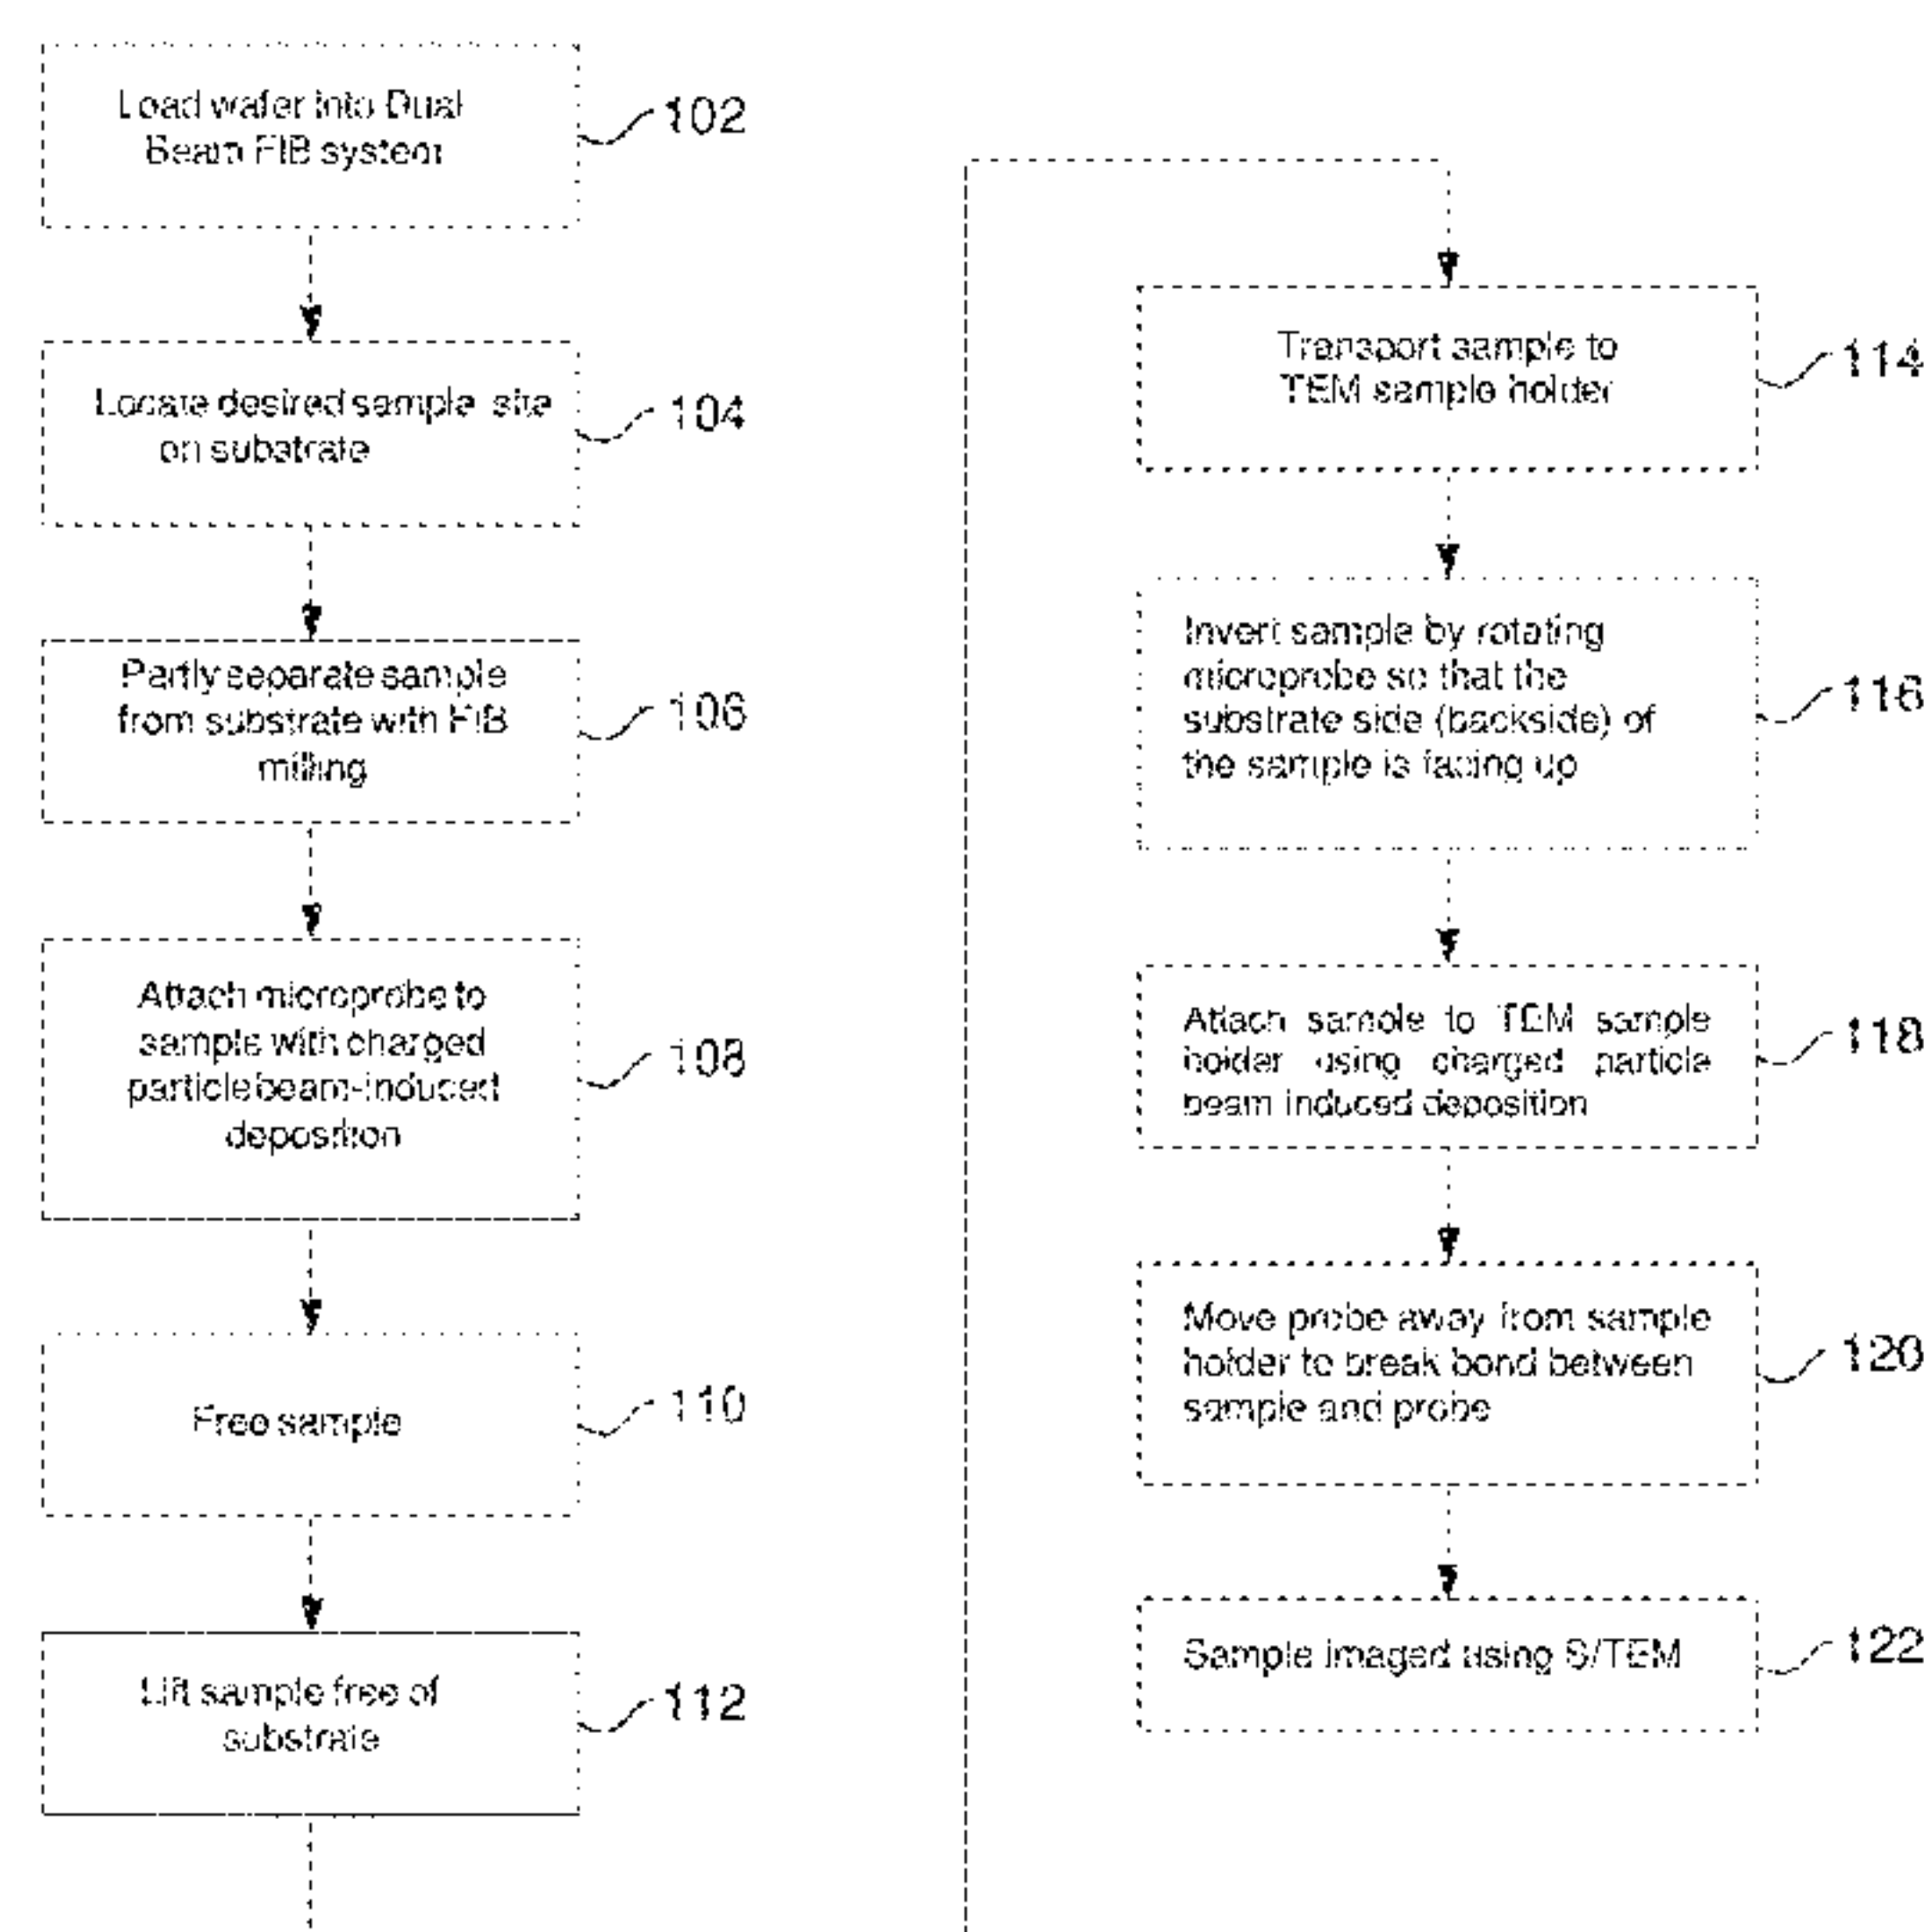 Load wafer into Dual
Beam FIB system
102
Locate desired sample site
on substrate
104
Partly separate sample
from substrate with FIB
milling
106
Attach microprobe to
sample with charged
particle beam-induced
deposition
108
Free sample
110
Lift sample free of
substrate
112
Transport sample to
TEM sample holder
114
Invert sample by rotating
microprobe so that the
substrate side (backside) of
the sample is facing up
116
Attach sample to TEM sample
holder using charged particle
beam induced deposition
118
Move probe away from sample
holder to break bond between
sample and probe
120
Sample imaged using S/TEM
122